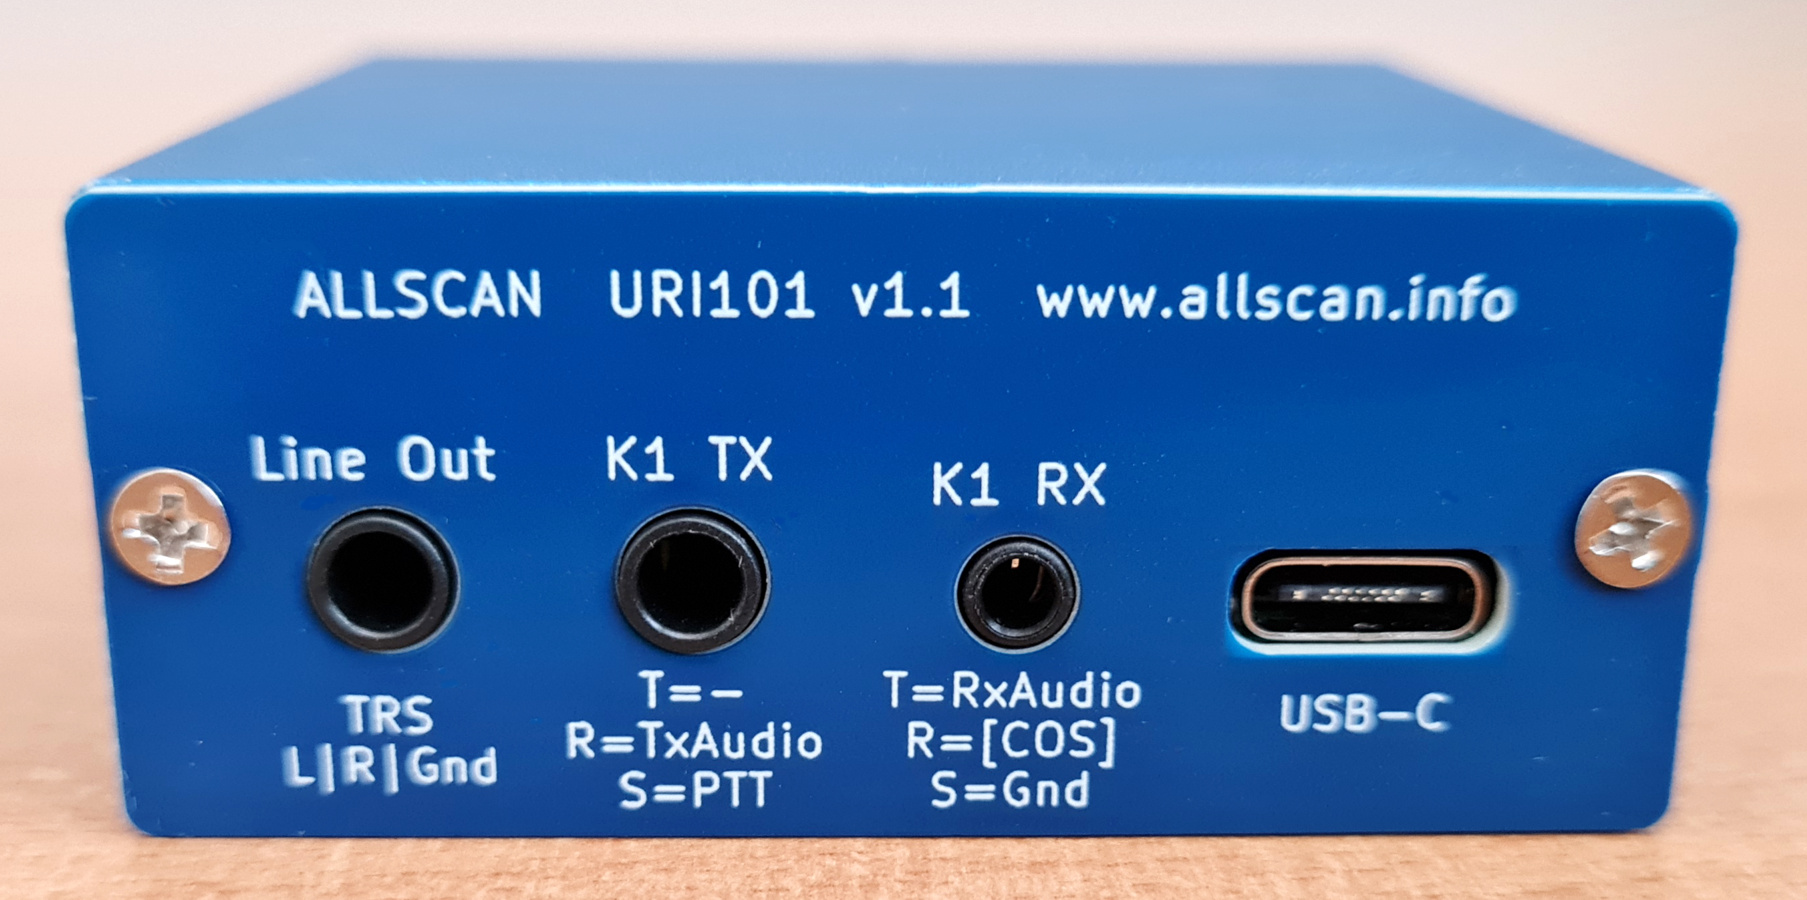 ALLSCAN URI101 v1.1 www.allscan.info
Line Out
K1 TX
K1 RX
TRS
L|R|Gnd
T=-
R=TxAudio
S=PTT
T=RxAudio
R=[COS]
S=Gnd
USB-C